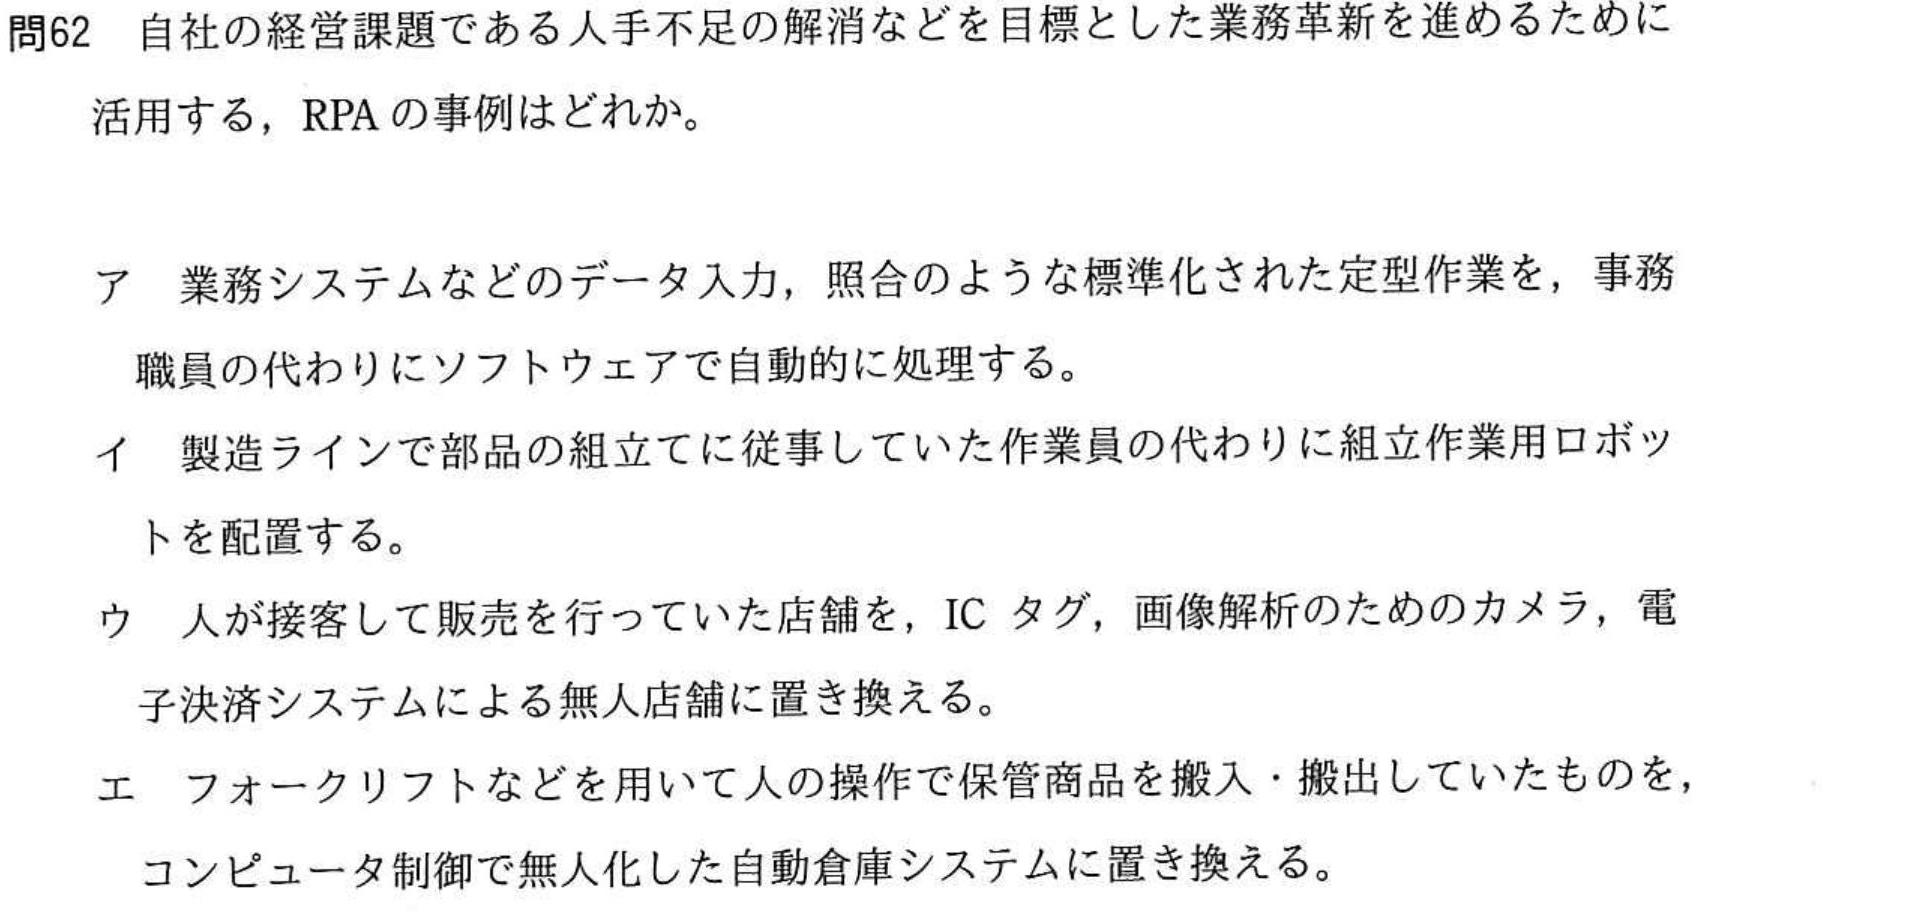 問62 自社の経営課題である人手不足の解消などを目標とした業務革新を進めるために
活用する，RPA の事例はどれか。
ア 業務システムなどのデータ入力，照合のような標準化された定型作業を，事務
職員の代わりにソフトウェアで自動的に処理する。
イ 製造ラインで部品の組立てに従事していた作業員の代わりに組立作業用ロボッ
トを配置する。
ウ 人が接客して販売を行っていた店舗を，IC タグ，画像解析のためのカメラ，電
子決済システムによる無人店舗に置き換える。
エ フォークリフトなどを用いて人の操作で保管商品を搬入・搬出していたものを，
コンピュータ制御で無人化した自動倉庫システムに置き換える。